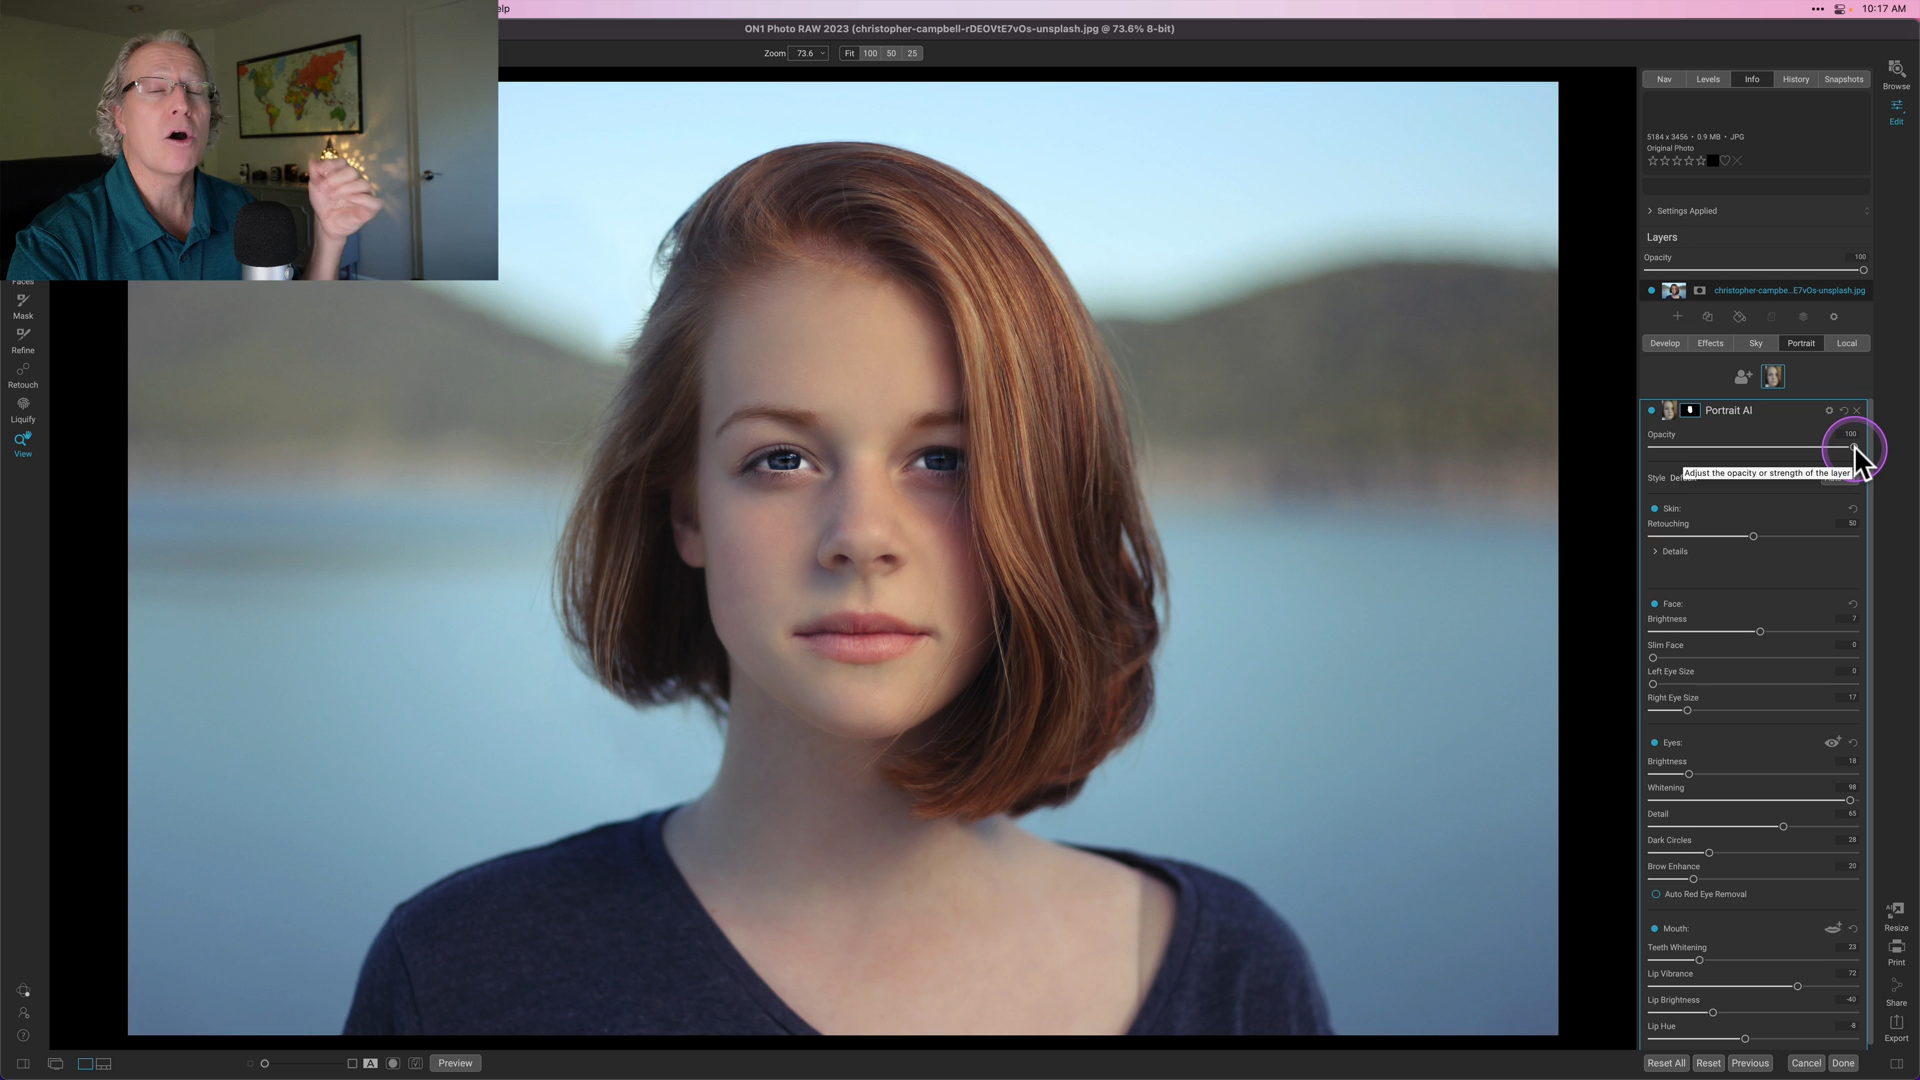 elp
10:17 AM
ON1 Photo RAW 2023 (christopher-campbell-rDEOVtE7vOs-unsplash.jpg @ 73.6% 8-bit)
Zoom 73.6 Fit 100 50 25
Nav Levels Info History Snapshots
Browse
Edit
5184 x 3456 • 0.9 MB • JPG
Original Photo
Settings Applied
Layers
Opacity 100
christopher-campbe...E7vOs-unsplash.jpg
Develop Effects Sky Portrait Local
Portrait AI
Opacity 100
Adjust the opacity or strength of the layer
Style
Skin:
Retouching 50
Details
Face:
Brightness 7
Slim Face 0
Left Eye Size 0
Right Eye Size 17
Eyes:
Brightness 18
Whitening 98
Detail 65
Dark Circles 28
Brow Enhance 20
Auto Red Eye Removal
Mouth:
Teeth Whitening 23
Lip Vibrance 72
Lip Brightness -40
Lip Hue -8
Reset All Reset Previous Cancel Done
AI
Resize
Print
Share
Export
Faces
Mask
Refine
Retouch
Liquify
View
?
A
Preview